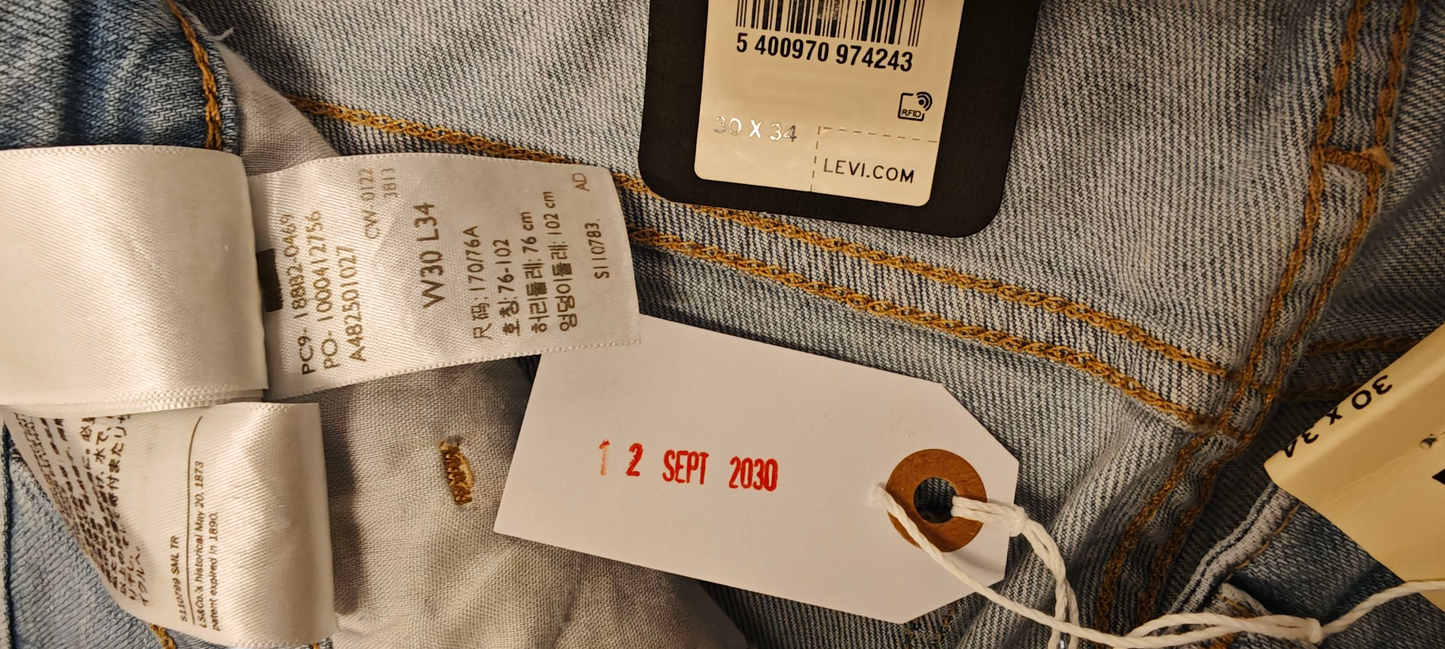 5 400970 974243
RFID
30 X 34
LEVI.COM
PC9- 18882-0469
PO- 1000412756
A482501027
CW 0122
3813
W30 L34
尺码: 170/76A
호칭: 76-102
허리둘레: 76 cm
엉덩이둘레: 102 cm
AD
S110783.
12 SEPT 2030
30 X 34
S110799 SML TR
LS&Co.'s historical May 20, 1873
patent expired in 1890.